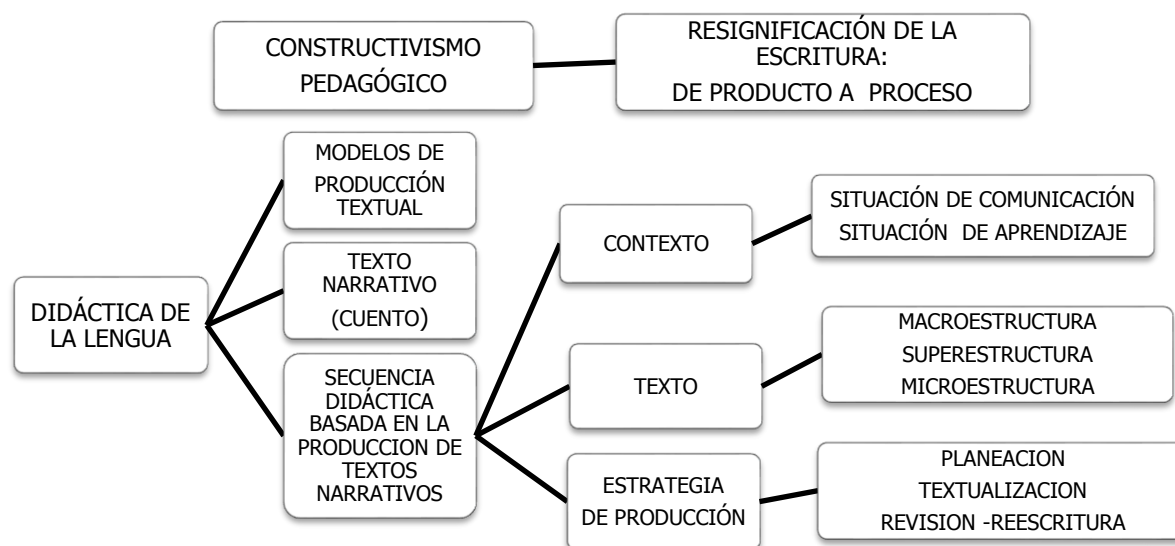 CONSTRUCTIVISMO
PEDAGÓGICO
RESIGNIFICACIÓN DE LA
ESCRITURA:
DE PRODUCTO A PROCESO
DIDÁCTICA DE
LA LENGUA
MODELOS DE
PRODUCCIÓN
TEXTUAL
TEXTO
NARRATIVO
(CUENTO)
SECUENCIA
DIDÁCTICA
BASADA EN LA
PRODUCCION DE
TEXTOS
NARRATIVOS
CONTEXTO
SITUACIÓN DE COMUNICACIÓN
SITUACIÓN DE APRENDIZAJE
TEXTO
MACROESTRUCTURA
SUPERESTRUCTURA
MICROESTRUCTURA
ESTRATEGIA
DE PRODUCCIÓN
PLANEACION
TEXTUALIZACION
REVISION -REESCRITURA